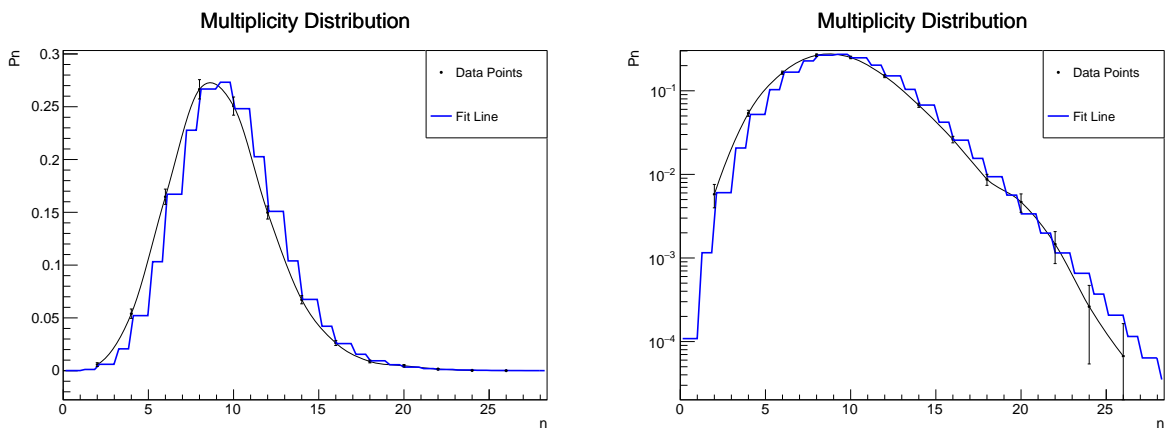 Multiplicity Distribution
Pn
0.3
0.25
0.2
0.15
0.1
0.05
0
0 5 10 15 20 25
n
Data Points
Fit Line
Multiplicity Distribution
Pn
10⁻¹
10⁻²
10⁻³
10⁻⁴
0 5 10 15 20 25
n
Data Points
Fit Line